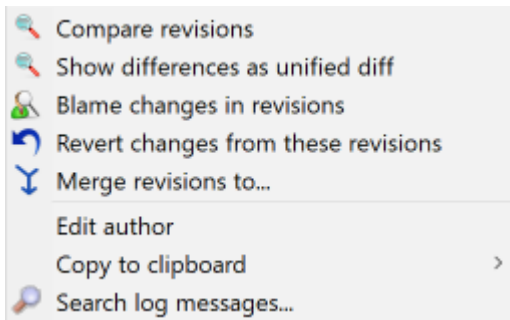 Compare revisions
Show differences as unified diff
Blame changes in revisions
Revert changes from these revisions
Merge revisions to...
Edit author
Copy to clipboard
Search log messages...